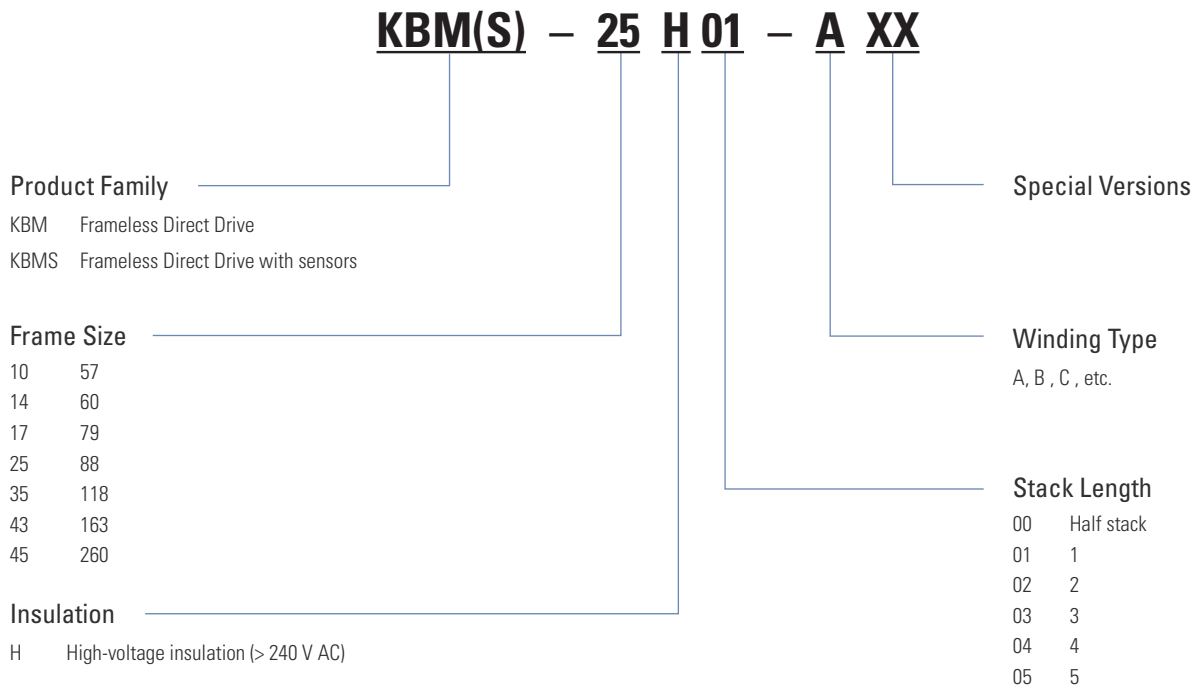 KBM(S) – 25 H 01 – A XX
Product Family
KBM Frameless Direct Drive
KBMS Frameless Direct Drive with sensors
Frame Size
10 57
14 60
17 79
25 88
35 118
43 163
45 260
Insulation
H High-voltage insulation (> 240 V AC)
Special Versions
Winding Type
A, B , C , etc.
Stack Length
00 Half stack
01 1
02 2
03 3
04 4
05 5